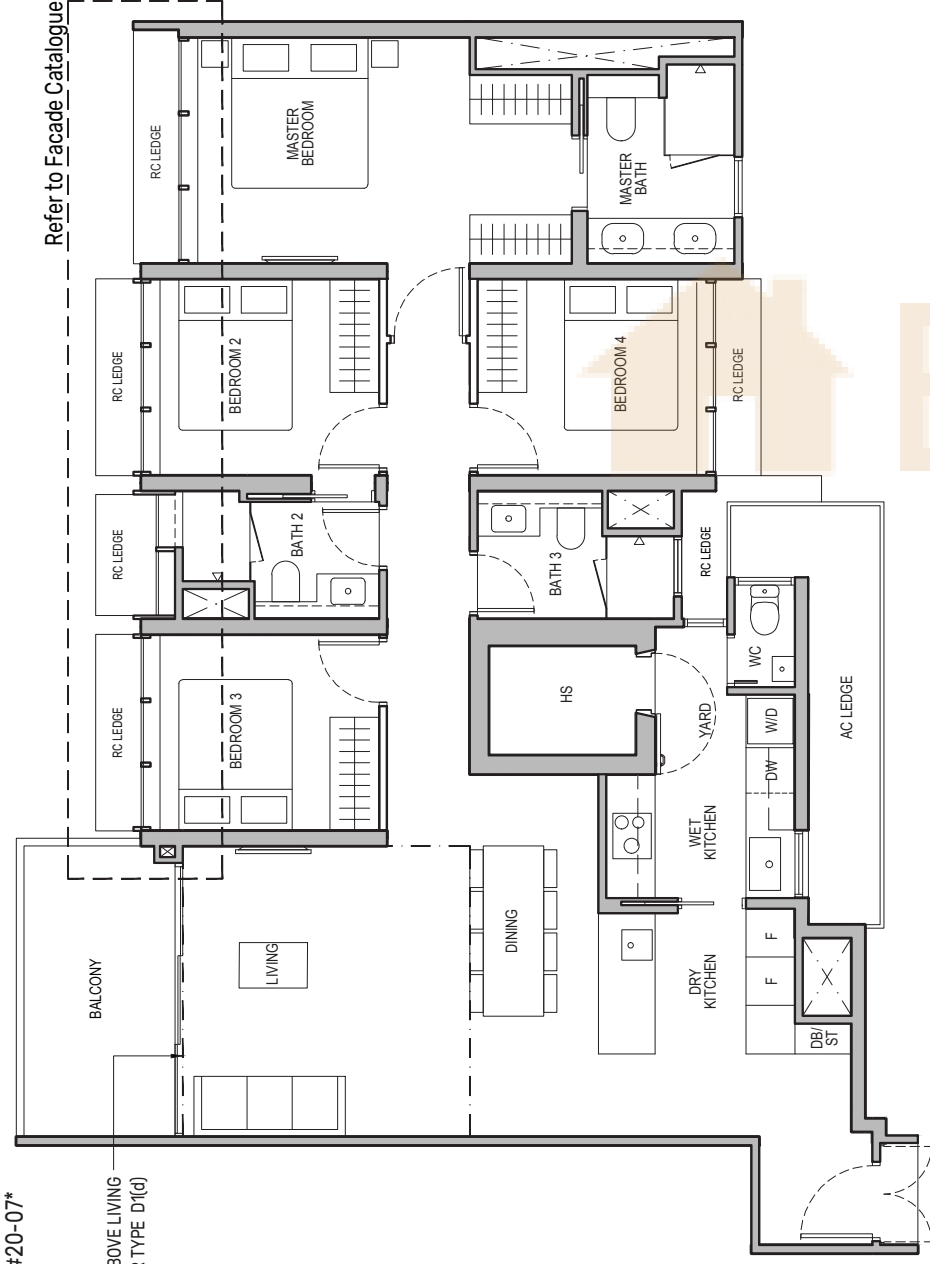 Refer to Facade Catalogue
#20-07*
BOVE LIVING
R TYPE D1(d)
RC LEDGE
MASTER
BEDROOM
MASTER
BATH
RC LEDGE
BEDROOM 2
BEDROOM 4
RC LEDGE
RC LEDGE
BATH 2
BATH 3
RC LEDGE
RC LEDGE
BEDROOM 3
HS
YARD
WC
W/D
DW
AC LEDGE
BALCONY
LIVING
DINING
WET
KITCHEN
DRY
KITCHEN
F
F
DB/
ST